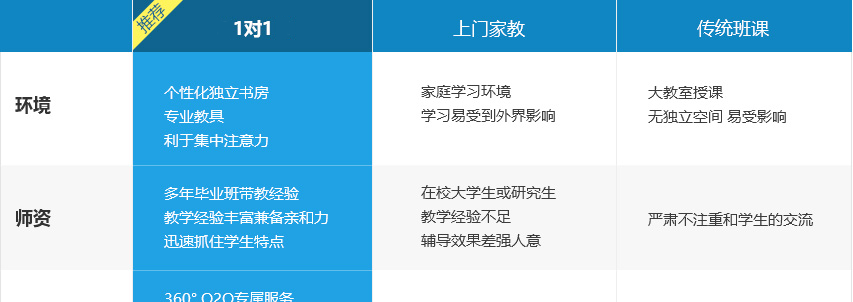 推荐
1对1
上门家教
传统班课
环境
个性化独立书房
专业教具
利于集中注意力
家庭学习环境
学习易受到外界影响
大教室授课
无独立空间 易受影响
师资
多年毕业班带教经验
教学经验丰富兼备亲和力
迅速抓住学生特点
在校大学生或研究生
教学经验不足
辅导效果差强人意
严肃不注重和学生的交流
360° O2O专属服务